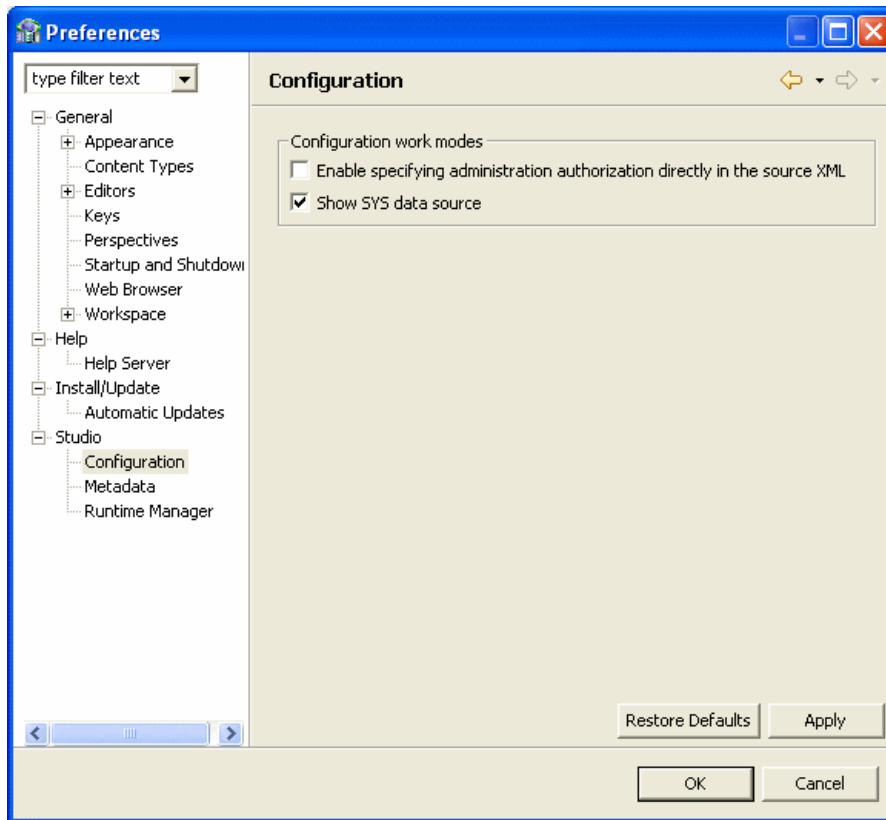 Preferences
type filter text
General
Appearance
Content Types
Editors
Keys
Perspectives
Startup and Shutdow
Web Browser
Workspace
Help
Help Server
Install/Update
Automatic Updates
Studio
Configuration
Metadata
Runtime Manager
Configuration
Configuration work modes
Enable specifying administration authorization directly in the source XML
Show SYS data source
Restore Defaults
Apply
OK
Cancel